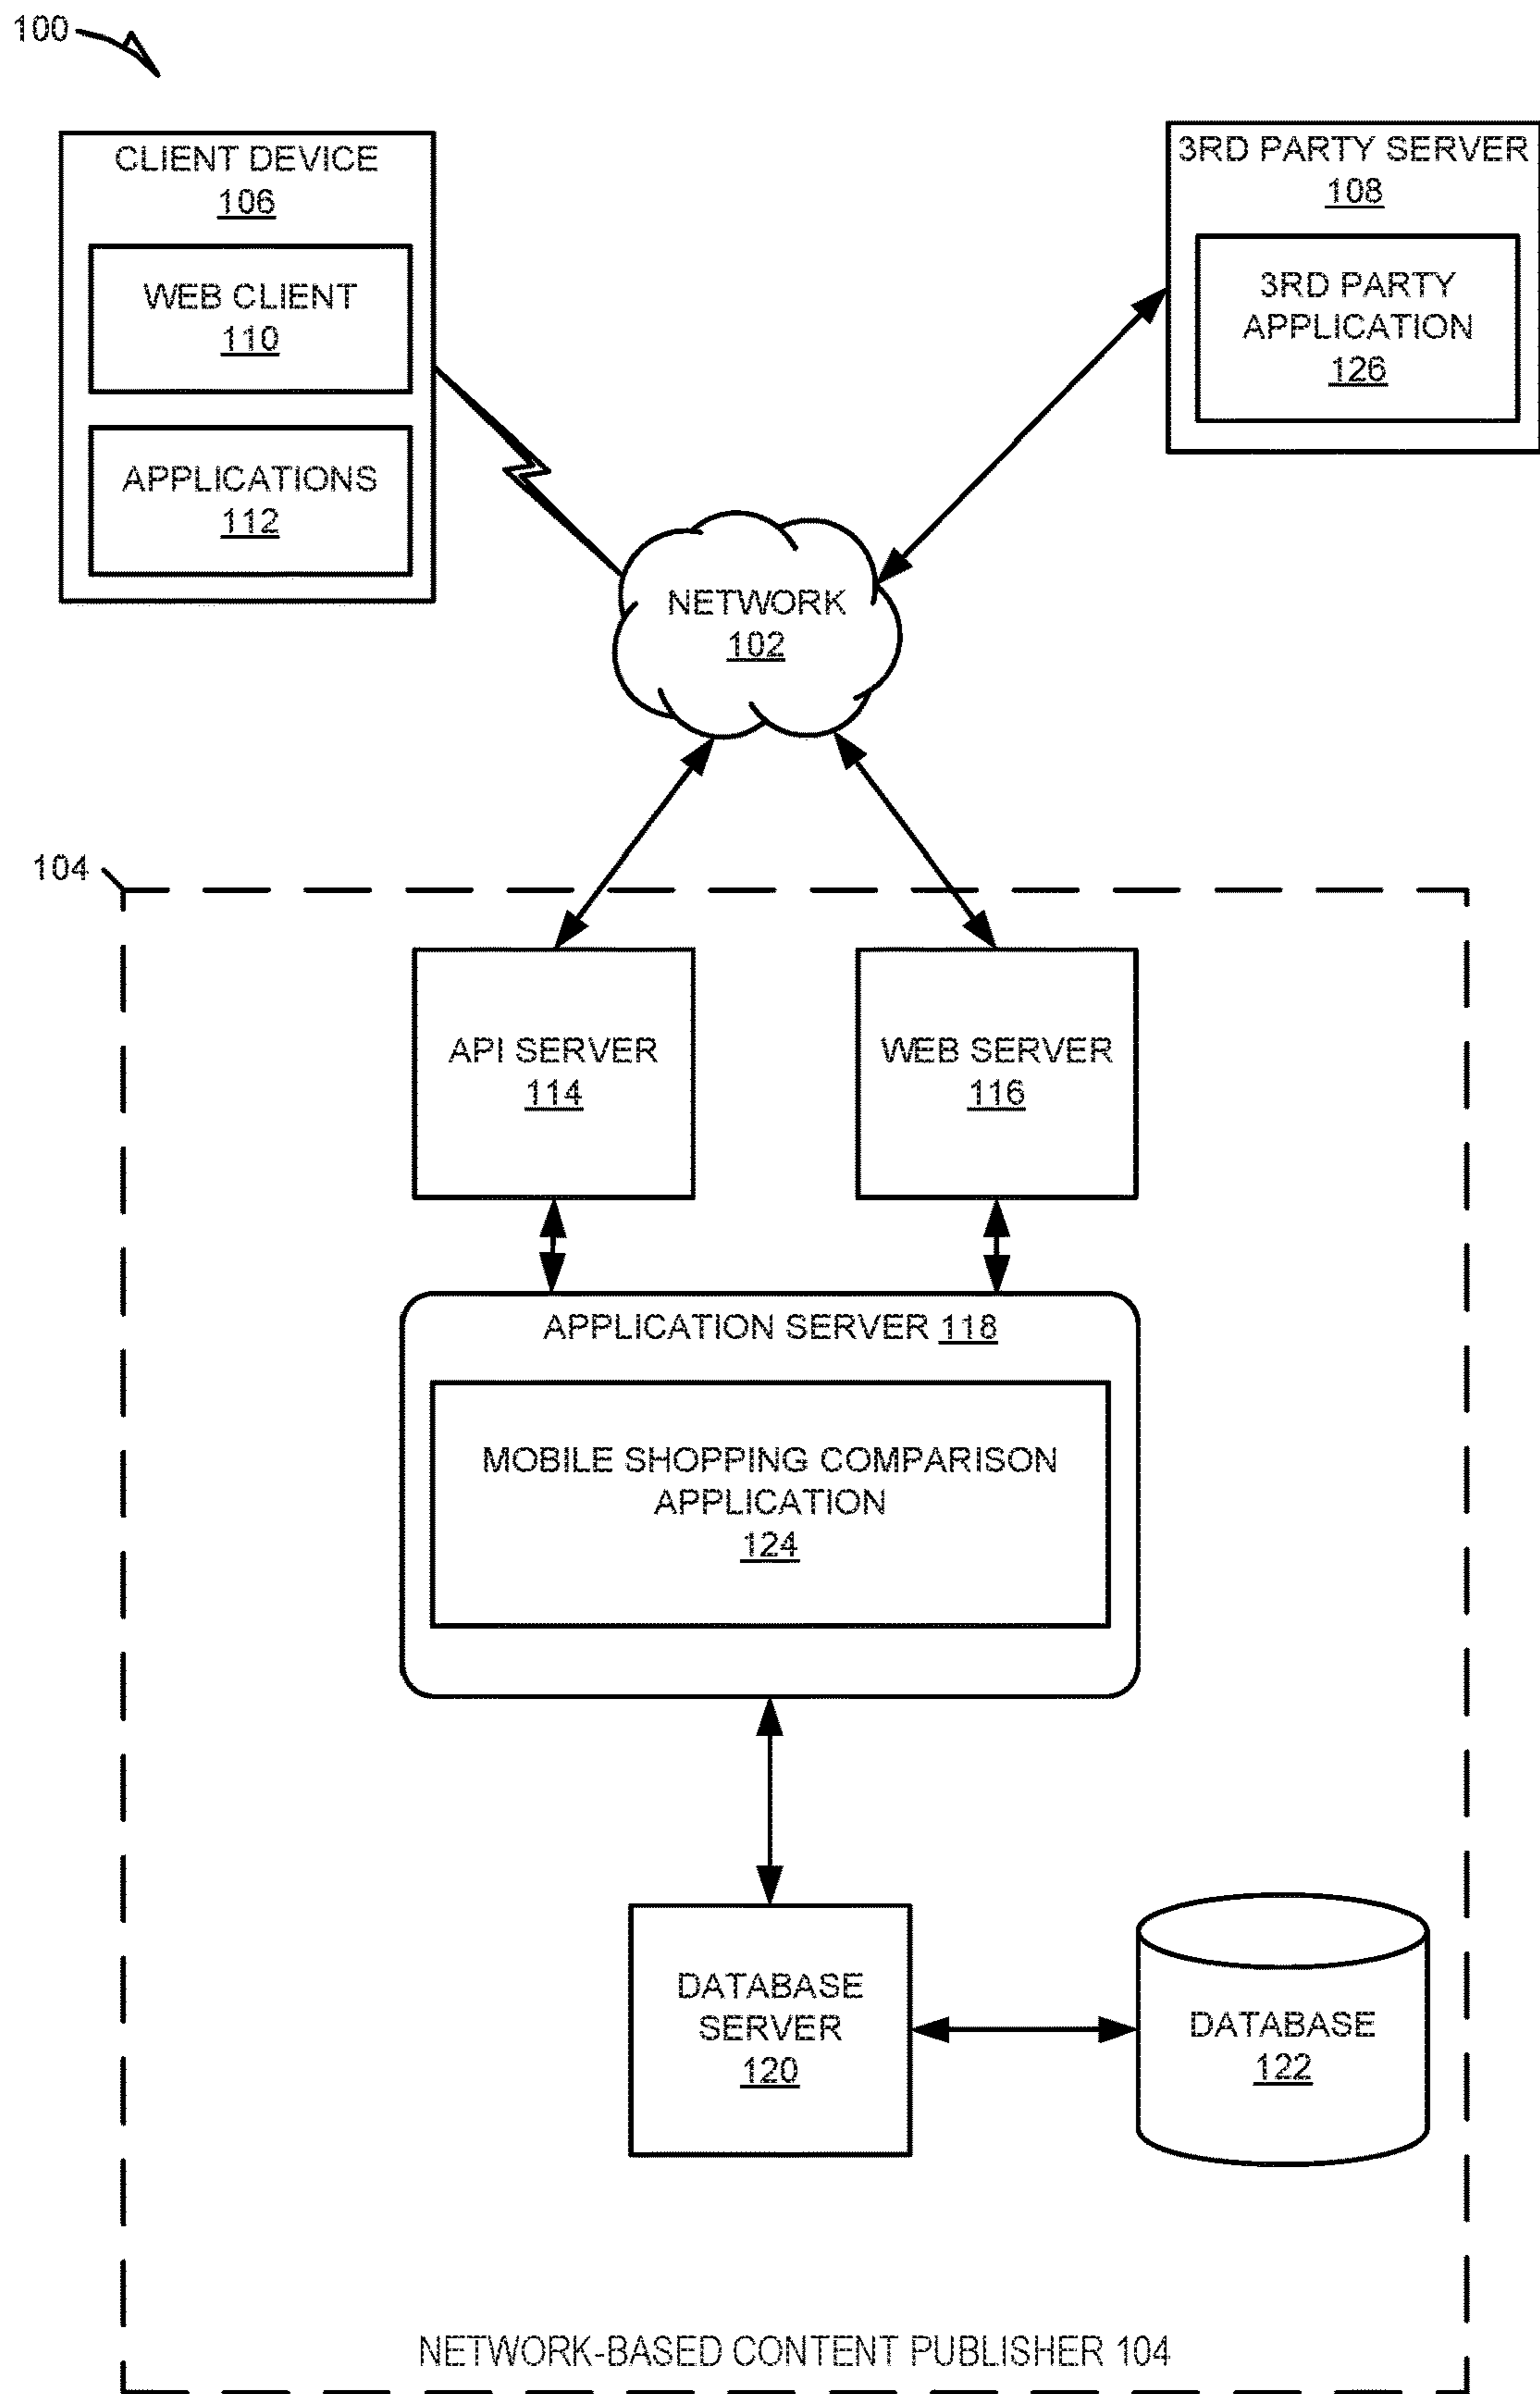 100
CLIENT DEVICE
106
WEB CLIENT
110
APPLICATIONS
112
3RD PARTY SERVER
108
3RD PARTY
APPLICATION
126
NETWORK
102
104
API SERVER
114
WEB SERVER
116
APPLICATION SERVER 118
MOBILE SHOPPING COMPARISON
APPLICATION
124
DATABASE
SERVER
120
DATABASE
122
NETWORK-BASED CONTENT PUBLISHER 104